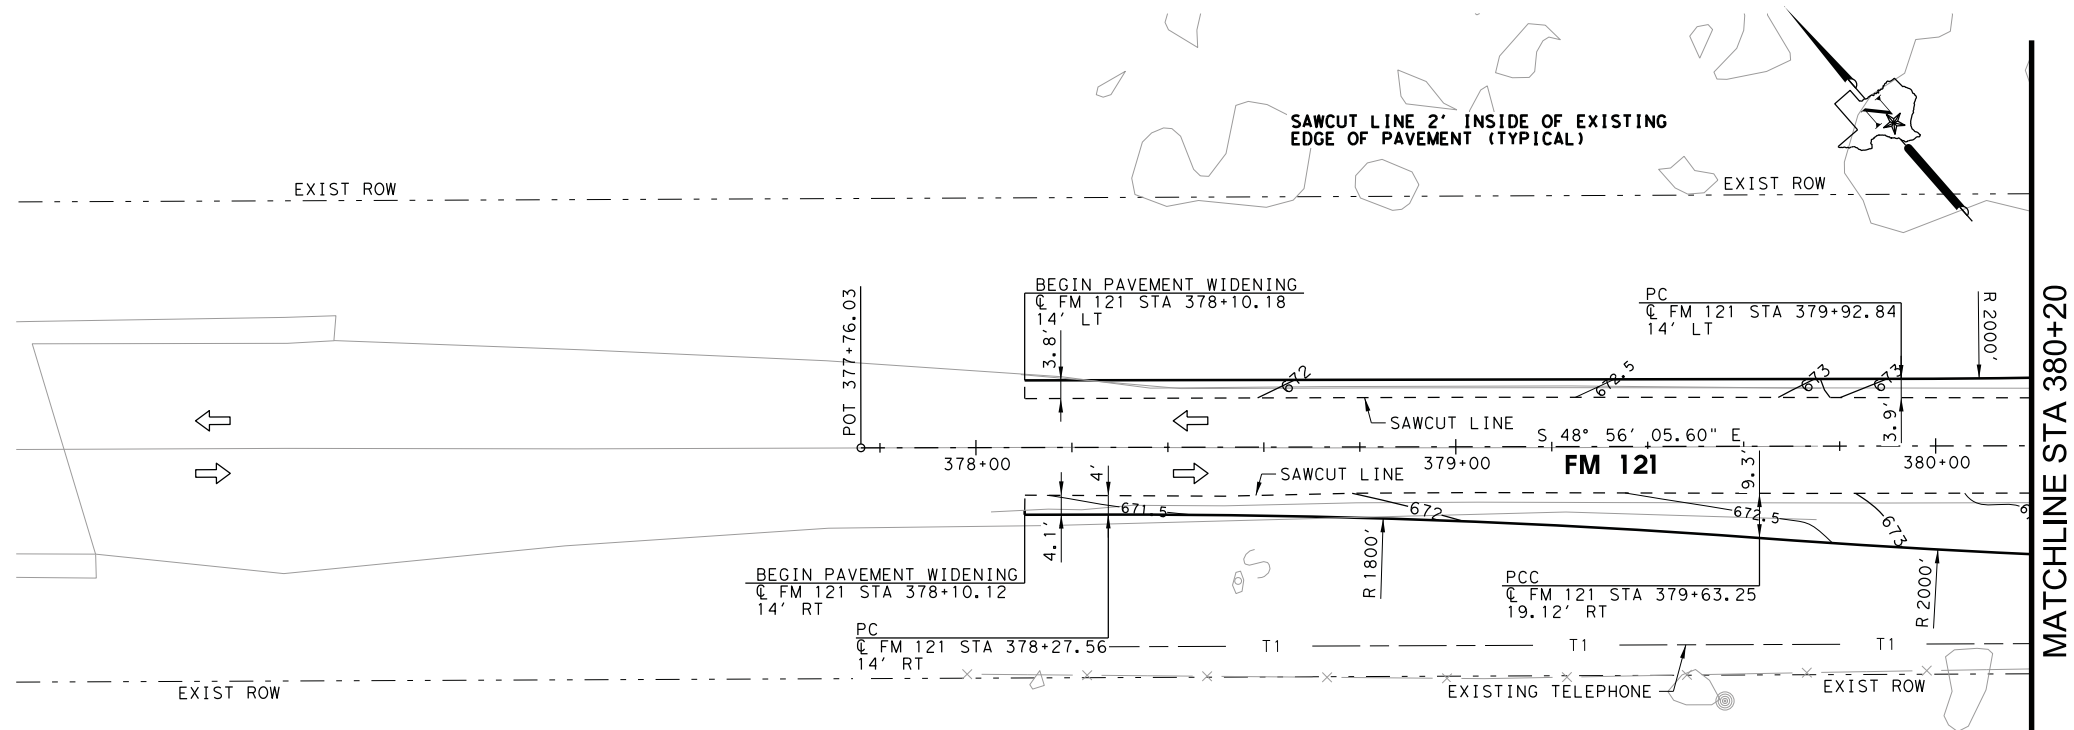 SAWCUT LINE 2' INSIDE OF EXISTING
EDGE OF PAVEMENT (TYPICAL)
EXIST ROW
EXIST ROW
POT 377+76.03
BEGIN PAVEMENT WIDENING
℄ FM 121 STA 378+10.18
14' LT
3.8'
PC
℄ FM 121 STA 379+92.84
14' LT
R 2000'
MATCHLINE STA 380+20
672
672.5
673
673
SAWCUT LINE
3.9'
S 48° 56' 05.60" E
378+00
379+00
FM 121
380+00
SAWCUT LINE
4'
9.3'
671.5
672
672.5
673
4.1'
R 1800'
BEGIN PAVEMENT WIDENING
℄ FM 121 STA 378+10.12
14' RT
PCC
℄ FM 121 STA 379+63.25
19.12' RT
R 2000'
PC
℄ FM 121 STA 378+27.56
14' RT
T1
T1
T1
EXIST ROW
EXISTING TELEPHONE
EXIST ROW